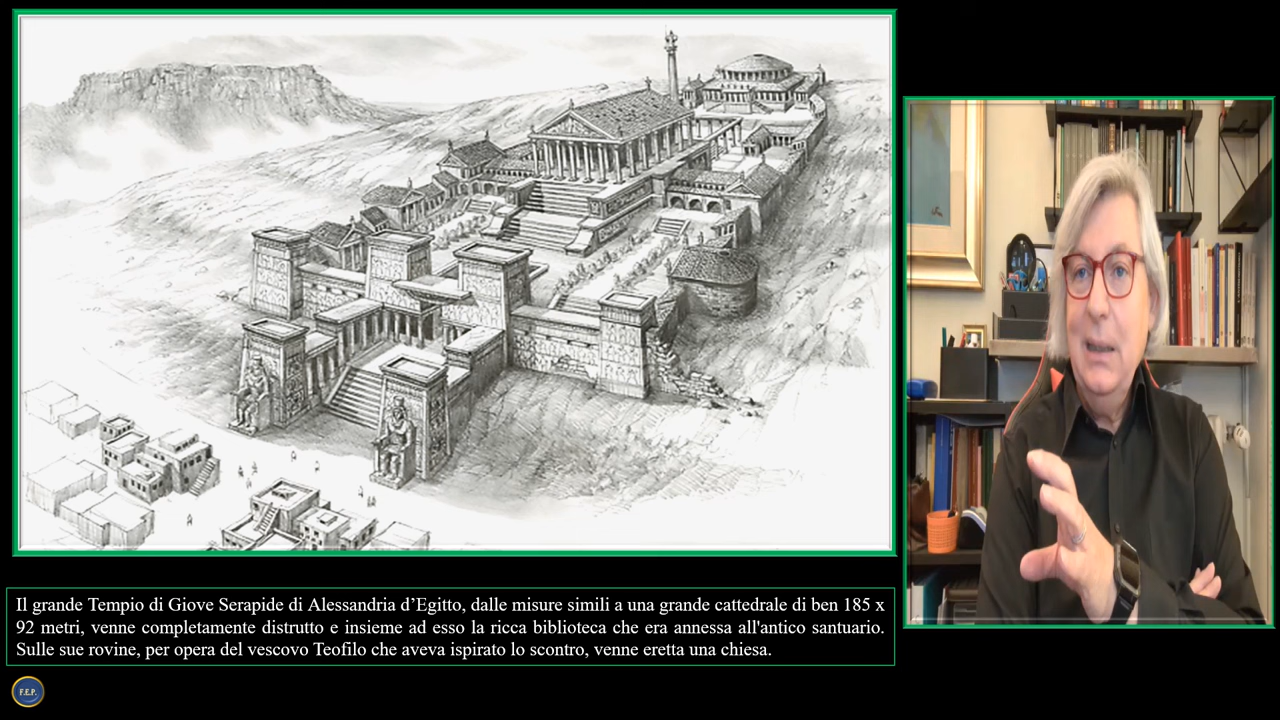 Il grande Tempio di Giove Serapide di Alessandria d’Egitto, dalle misure simili a una grande cattedrale di ben 185 x
92 metri, venne completamente distrutto e insieme ad esso la ricca biblioteca che era annessa all'antico santuario.
Sulle sue rovine, per opera del vescovo Teofilo che aveva ispirato lo scontro, venne eretta una chiesa.
F.E.P.